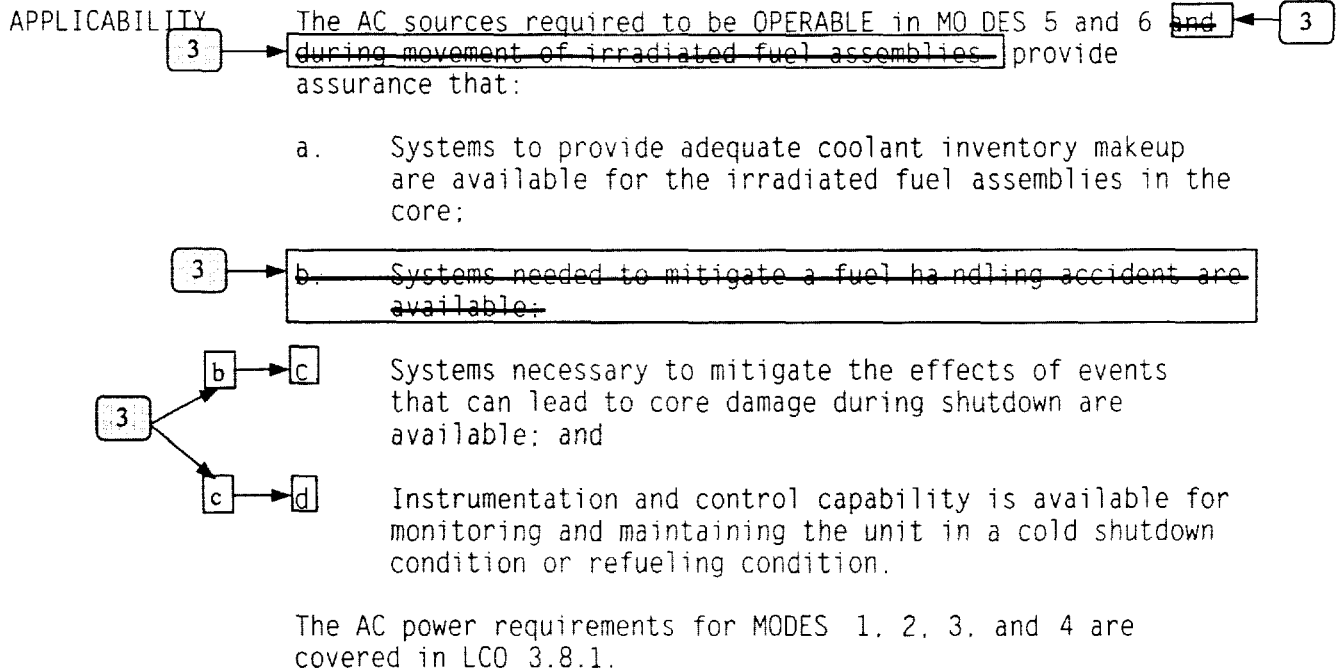 APPLICABILITY The AC sources required to be OPERABLE in MO DES 5 and 6 and 3
3 during movement of irradiated fuel assemblies provide
assurance that:
a. Systems to provide adequate coolant inventory makeup
are available for the irradiated fuel assemblies in the
core;
3 b. Systems needed to mitigate a fuel ha ndling accident are
available;
b c Systems necessary to mitigate the effects of events
that can lead to core damage during shutdown are
available; and
3
c d Instrumentation and control capability is available for
monitoring and maintaining the unit in a cold shutdown
condition or refueling condition.
The AC power requirements for MODES 1, 2, 3, and 4 are
covered in LCO 3.8.1.